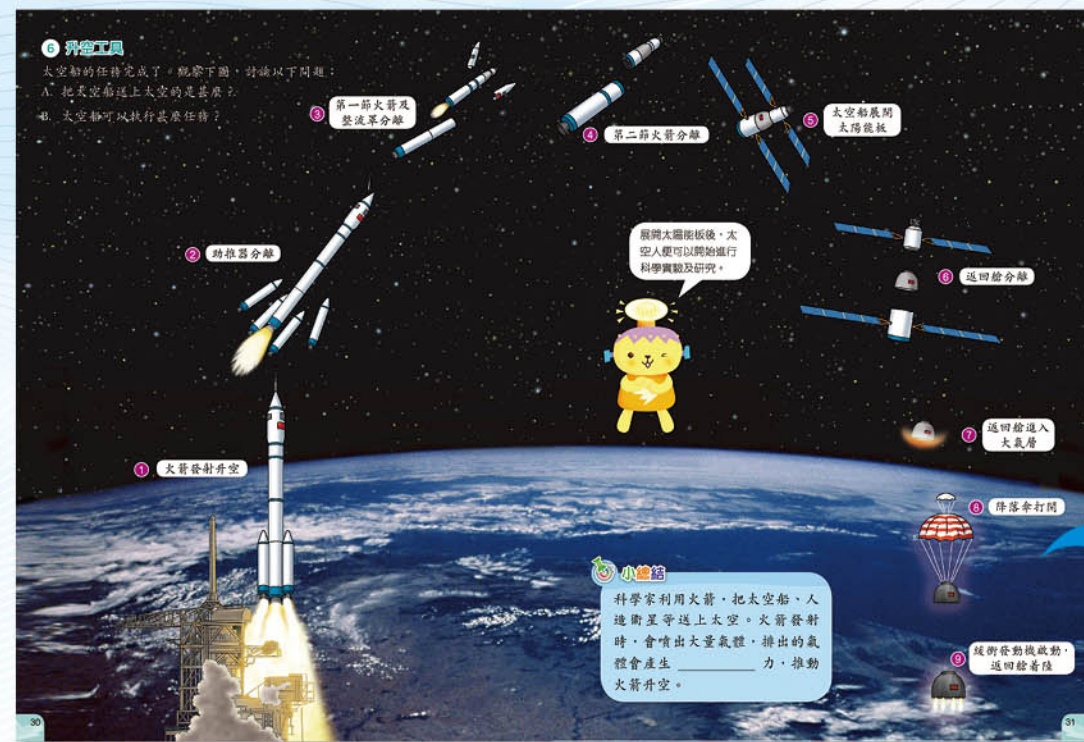 6 升空工具
太空船的任務完成了。觀察下圖，討論以下問題：
A. 把太空船送上太空的是甚麼？
B. 太空船可以執行甚麼任務？
1 火箭發射升空
2 助推器分離
3 第一節火箭及
整流罩分離
4 第二節火箭分離
5 太空船展開
太陽能板
展開太陽能板後，太
空人便可以開始進行
科學實驗及研究。
6 返回艙分離
7 返回艙進入
大氣層
8 降落傘打開
9 緩衝發動機啟動，
返回艙着陸
小總結
科學家利用火箭，把太空船、人
造衞星等送上太空。火箭發射
時，會噴出大量氣體，排出的氣
體會產生 __________ 力，推動
火箭升空。
30
31